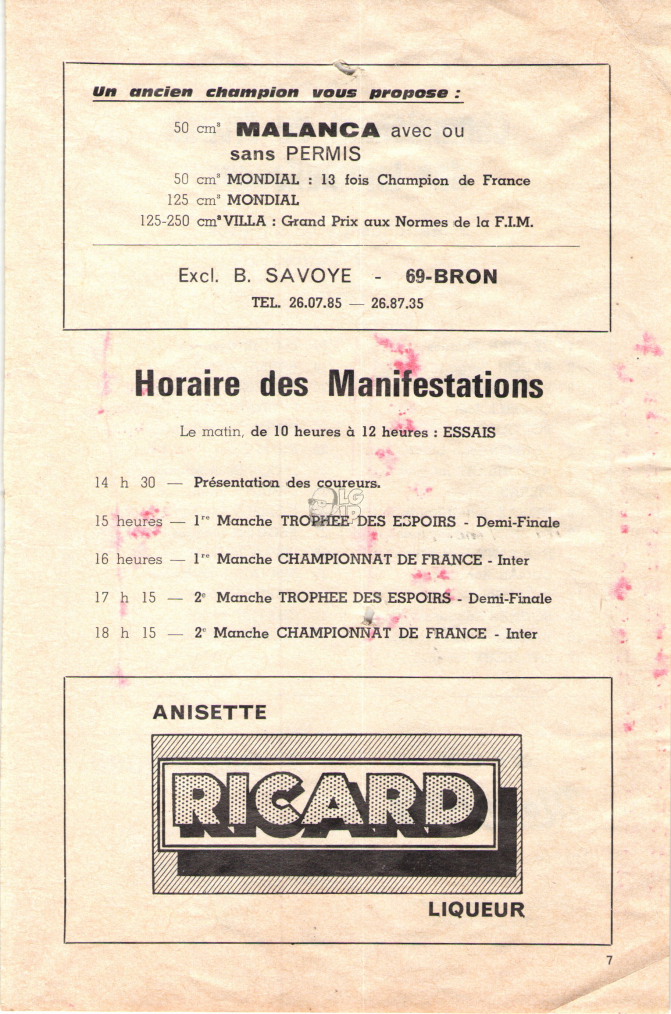 Un ancien champion vous propose :
50 cm³ MALANCA avec ou
sans PERMIS
50 cm³ MONDIAL : 13 fois Champion de France
125 cm³ MONDIAL
125-250 cm³ VILLA : Grand Prix aux Normes de la F.I.M.
Excl. B. SAVOYE - 69-BRON
TEL. 26.07.85 — 26.87.35
Horaire des Manifestations
Le matin, de 10 heures à 12 heures : ESSAIS
14 h 30 — Présentation des coureurs.
15 heures — 1re Manche TROPHEE DES ESPOIRS - Demi-Finale
16 heures — 1re Manche CHAMPIONNAT DE FRANCE - Inter
17 h 15 — 2e Manche TROPHEE DES ESPOIRS - Demi-Finale
18 h 15 — 2e Manche CHAMPIONNAT DE FRANCE - Inter
ANISETTE
RICARD
LIQUEUR
7